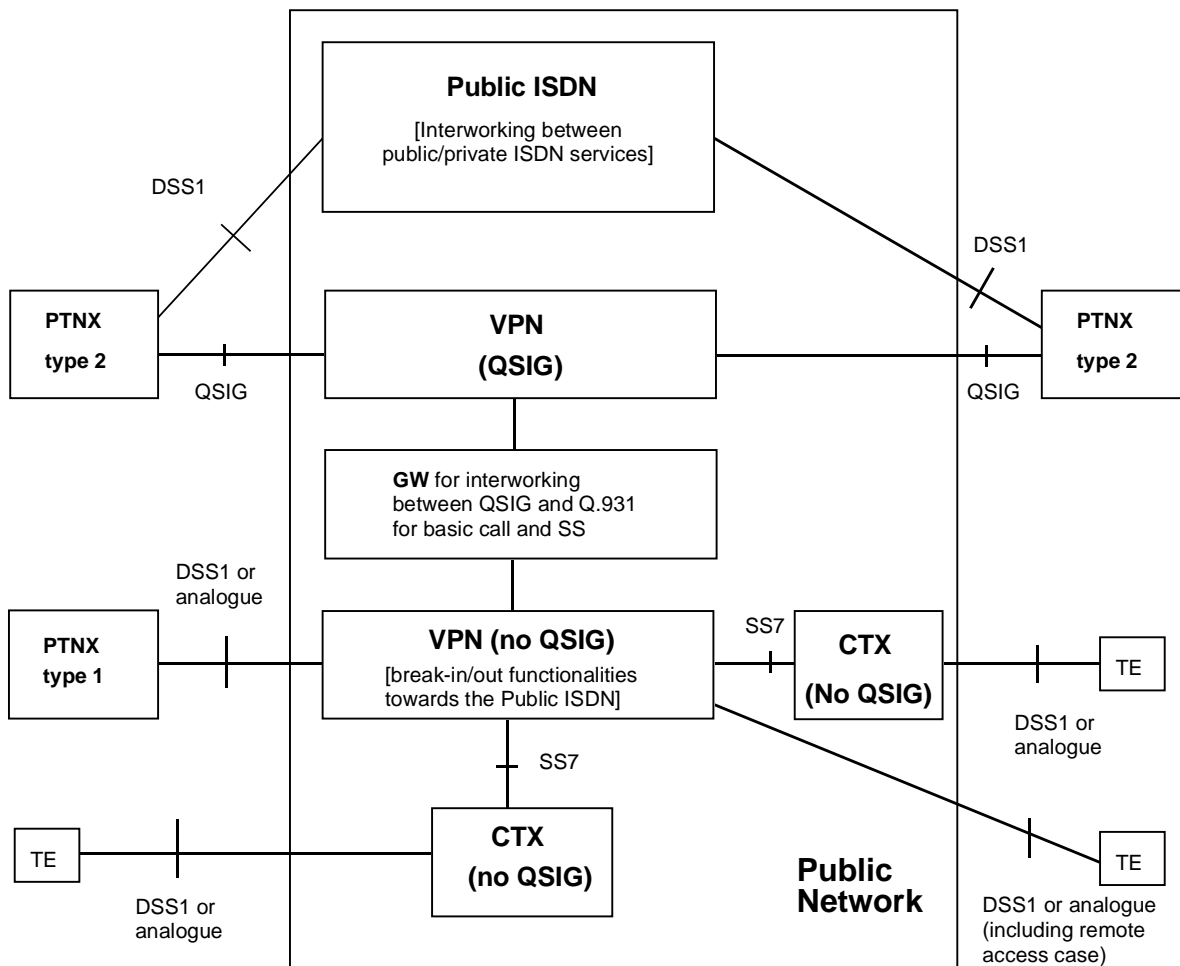 Public ISDN
[Interworking between
public/private ISDN services]
DSS1
DSS1
PTNX
type 2
VPN
(QSIG)
PTNX
type 2
QSIG
QSIG
GW for interworking
between QSIG and Q.931
for basic call and SS
DSS1 or
analogue
PTNX
type 1
VPN (no QSIG)
[break-in/out functionalities
towards the Public ISDN]
SS7
CTX
(No QSIG)
TE
DSS1 or
analogue
SS7
TE
CTX
(no QSIG)
DSS1 or
analogue
Public
Network
TE
DSS1 or analogue
(including remote
access case)